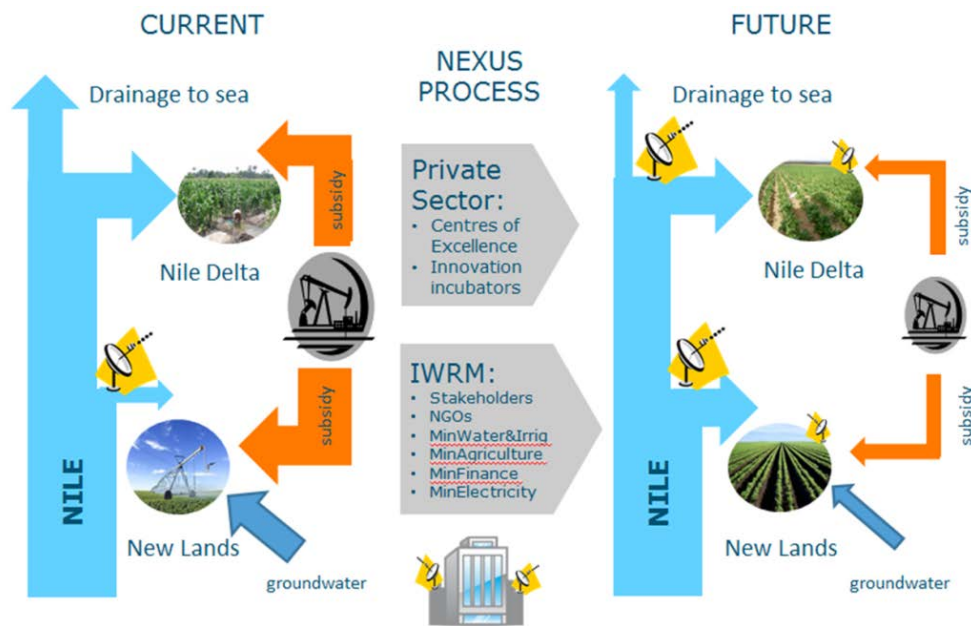 CURRENT
Drainage to sea
subsidy
Nile Delta
subsidy
NILE
New Lands
groundwater
NEXUS
PROCESS
Private
Sector:
• Centres of
Excellence
• Innovation
incubators
IWRM:
• Stakeholders
• NGOs
• MinWater&Irrig
• MinAgriculture
• MinFinance
• MinElectricity
FUTURE
Drainage to sea
subsidy
Nile Delta
subsidy
NILE
New Lands
groundwater